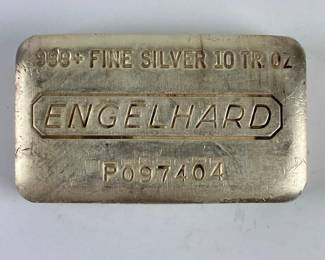 999+ FINE SILVER 10 TR OZ
ENGELHARD
P097404